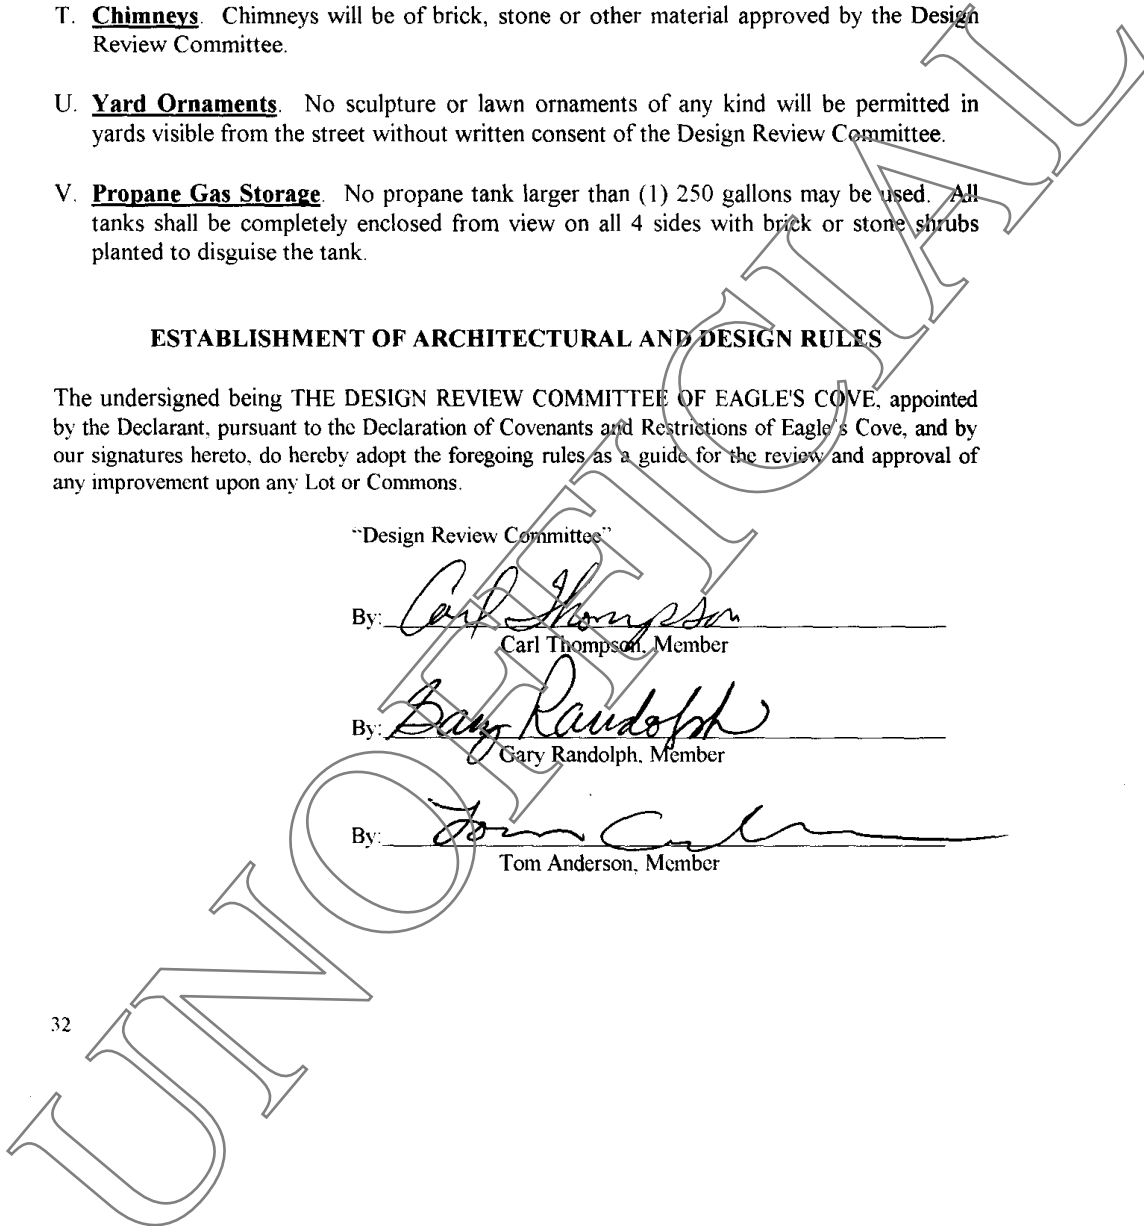 T. Chimneys. Chimneys will be of brick, stone or other material approved by the Design
Review Committee.
U. Yard Ornaments. No sculpture or lawn ornaments of any kind will be permitted in
yards visible from the street without written consent of the Design Review Committee.
V. Propane Gas Storage. No propane tank larger than (1) 250 gallons may be used. All
tanks shall be completely enclosed from view on all 4 sides with brick or stone shrubs
planted to disguise the tank.
ESTABLISHMENT OF ARCHITECTURAL AND DESIGN RULES
The undersigned being THE DESIGN REVIEW COMMITTEE OF EAGLE'S COVE, appointed
by the Declarant, pursuant to the Declaration of Covenants and Restrictions of Eagle's Cove, and by
our signatures hereto, do hereby adopt the foregoing rules as a guide for the review and approval of
any improvement upon any Lot or Commons.
"Design Review Committee"
By: Carl Thompson
Carl Thompson, Member
By: Gary Randolph
Gary Randolph, Member
By: Tom
Tom Anderson, Member
32
UNOFFICIAL